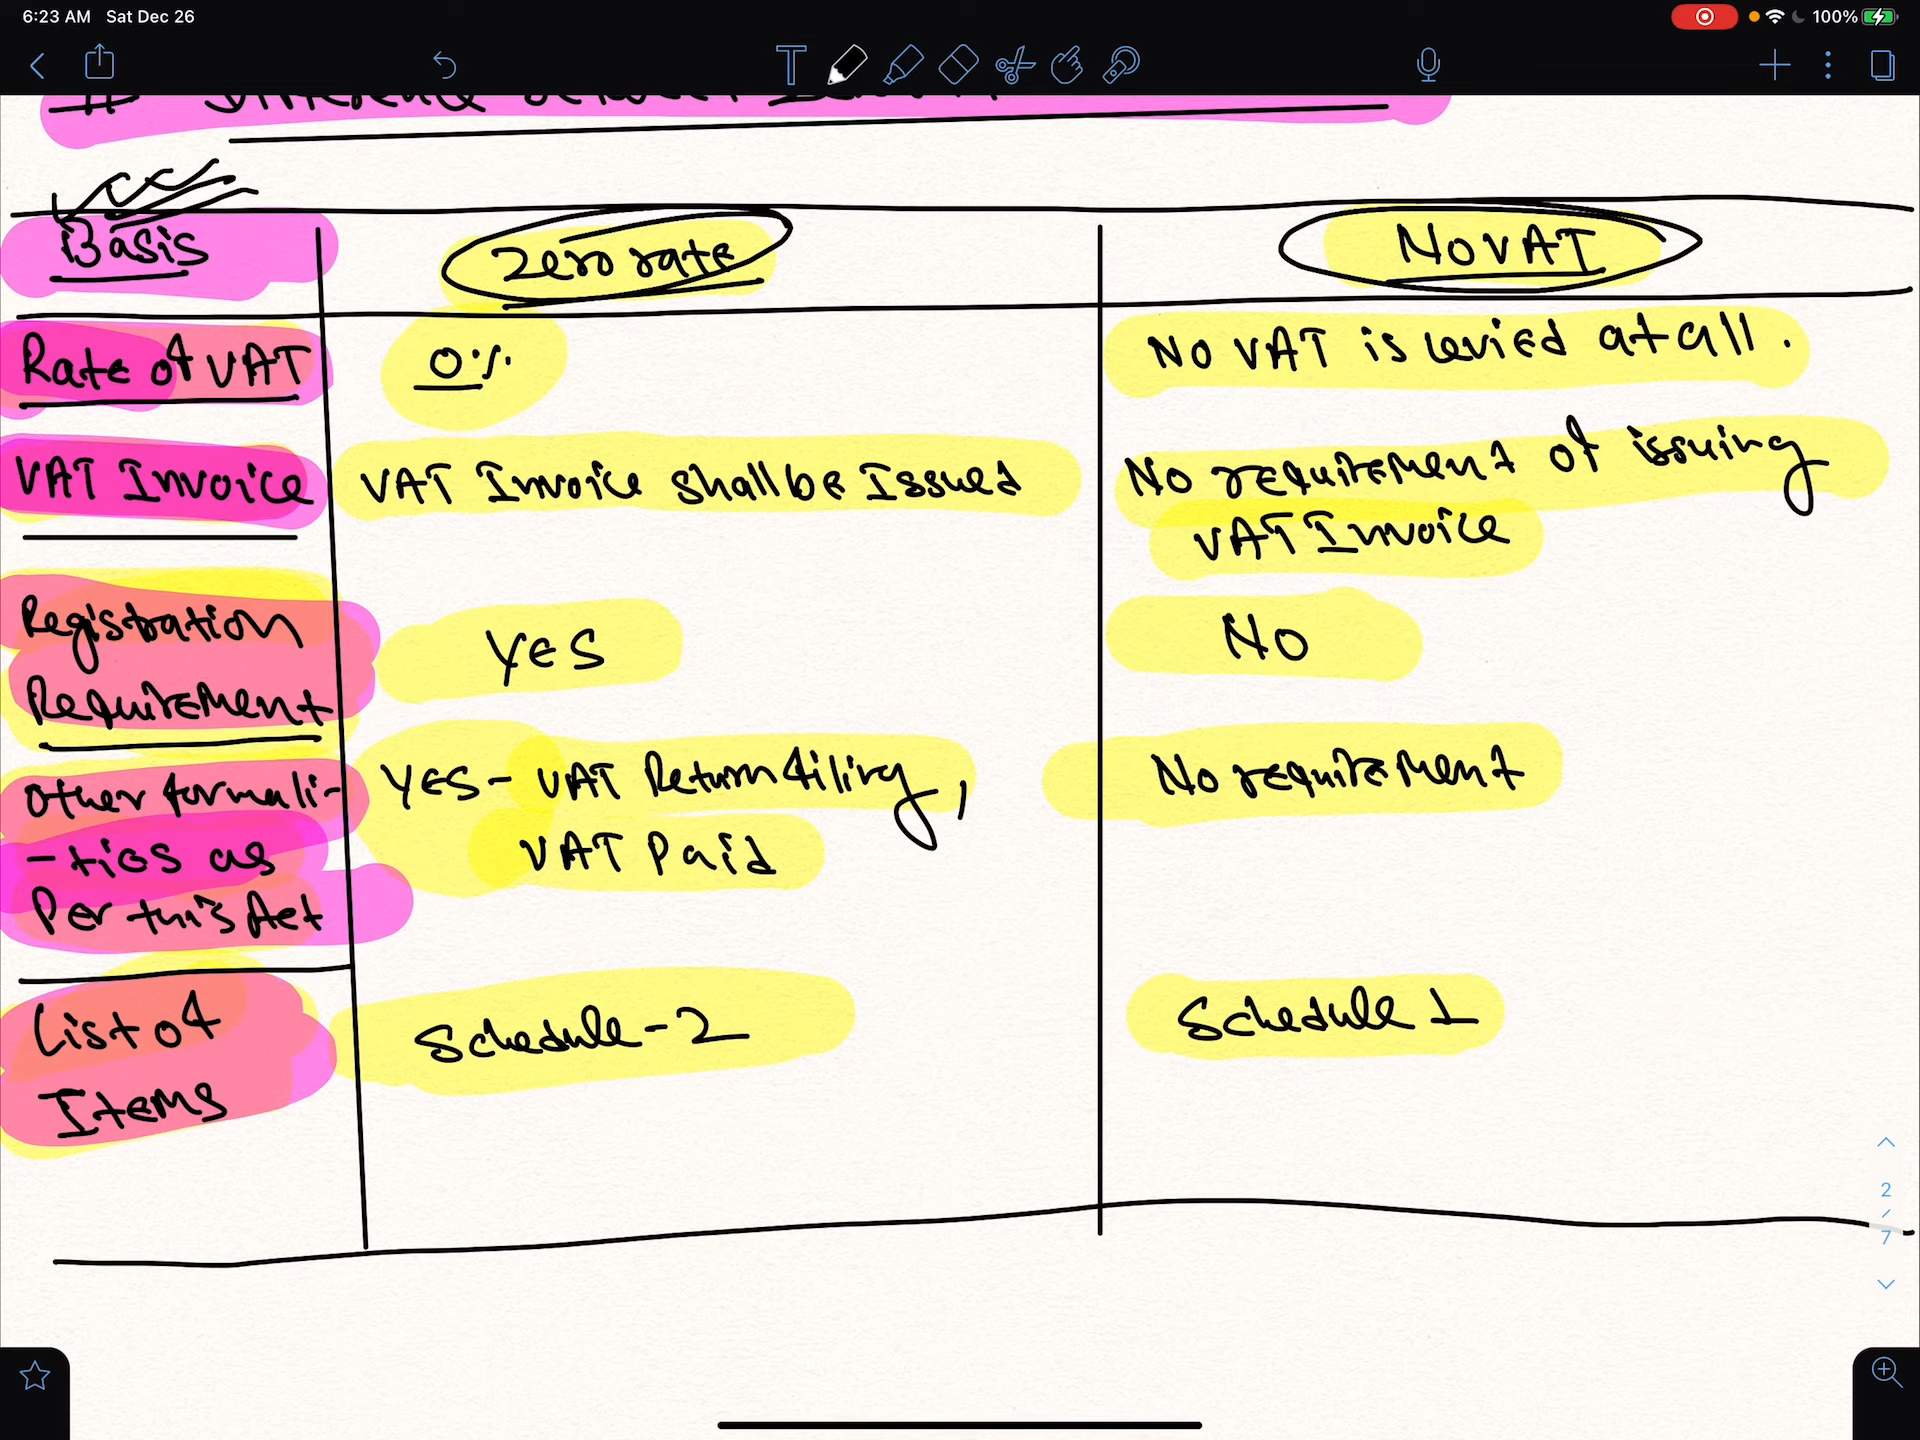 6:23 AM Sat Dec 26
100%
# Difference between
Basis
Zero rate
NO VAT
Rate of VAT
0%
NO VAT is levied at all.
VAT Invoice
VAT Invoice shall be Issued
No requirement of issuing
VAT Invoice
Registration
Requirement
YES
NO
Other formali-
-ties as
Per this Act
YES - VAT Return filing,
VAT Paid
No requirement
List of
Items
Schedule-2
Schedule 1
2
/
7